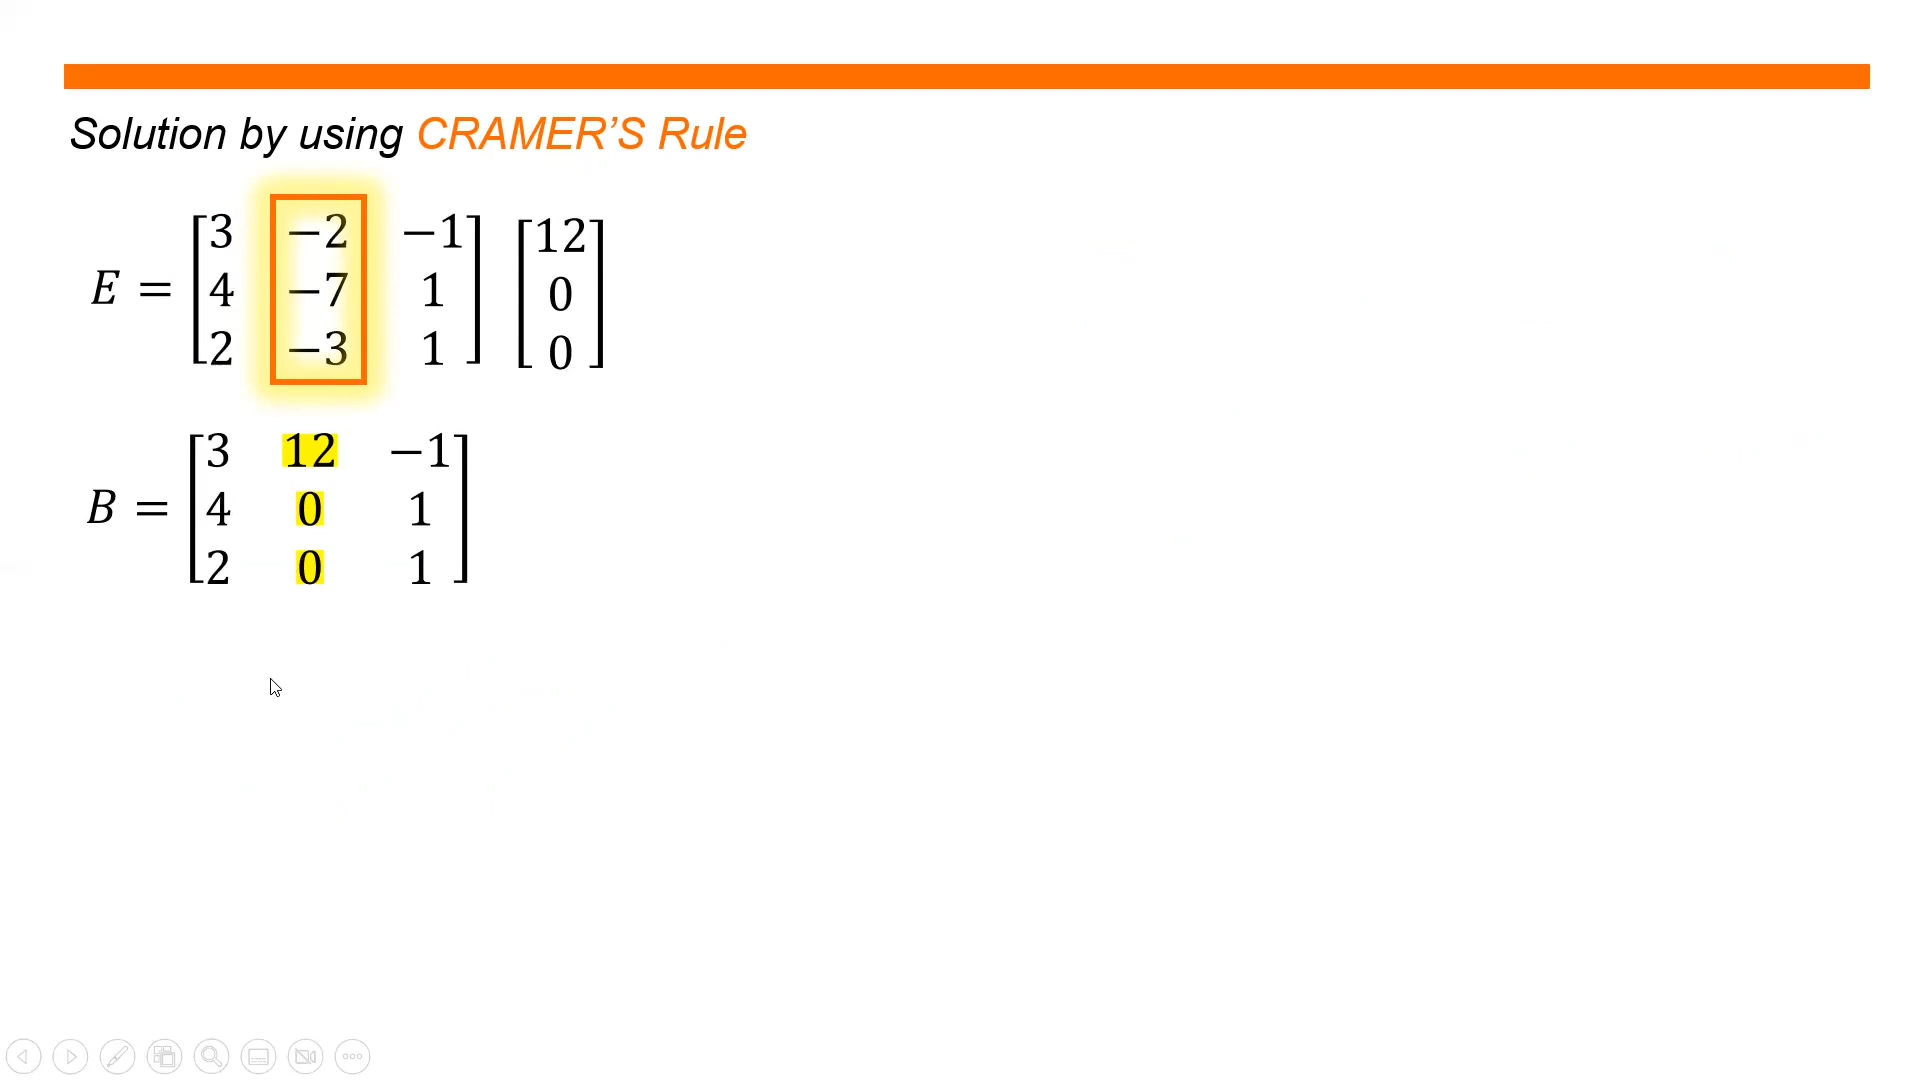 Solution by using CRAMER'S Rule
E = [3 −2 −1] [12]
[4 −7 1] [0]
[2 −3 1] [0]
B = [3 12 −1]
[4 0 1]
[2 0 1]